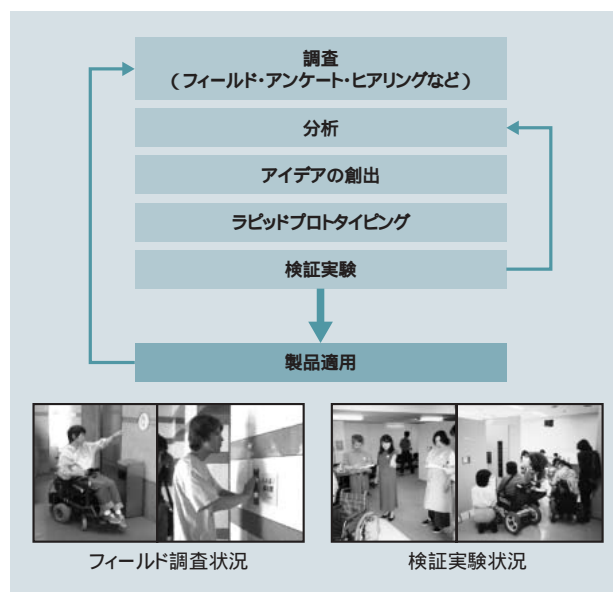 調査
(フィールド・アンケート・ヒアリングなど)
分析
アイデアの創出
ラピッドプロトタイピング
検証実験
製品適用
フィールド調査状況
検証実験状況